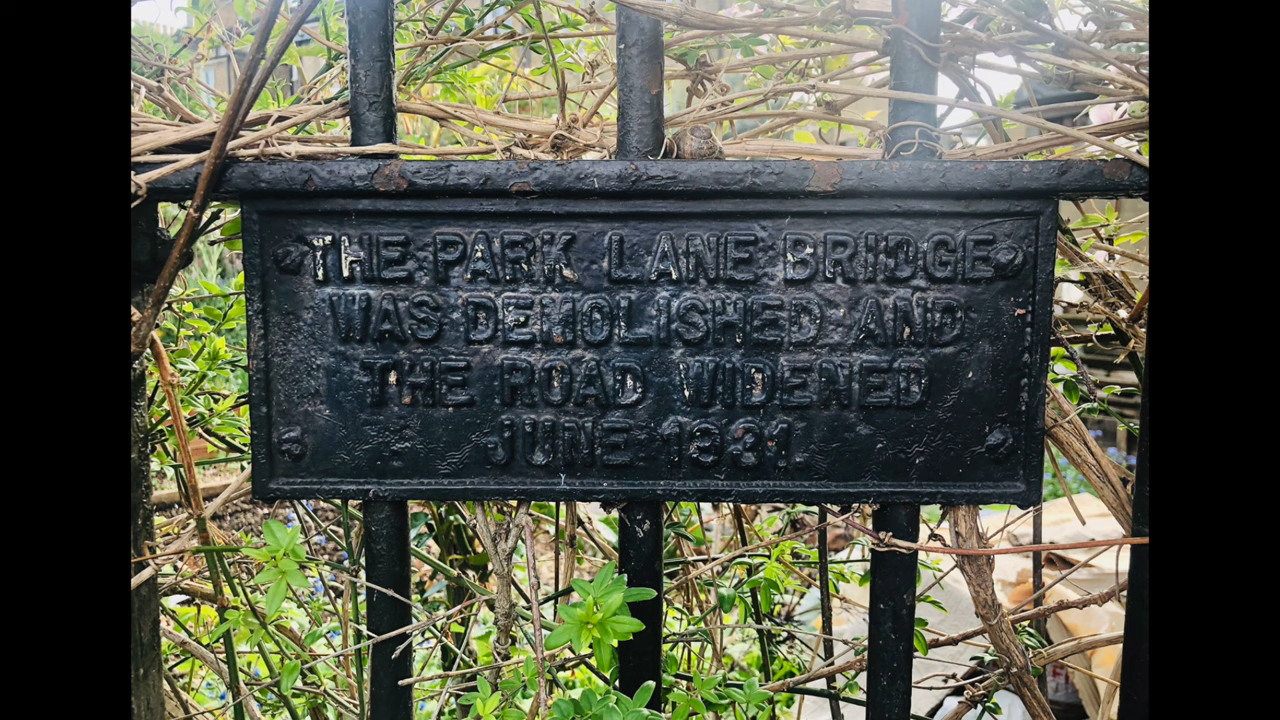 THE PARK LANE BRIDGE
WAS DEMOLISHED AND
THE ROAD WIDENED
JUNE 1931.